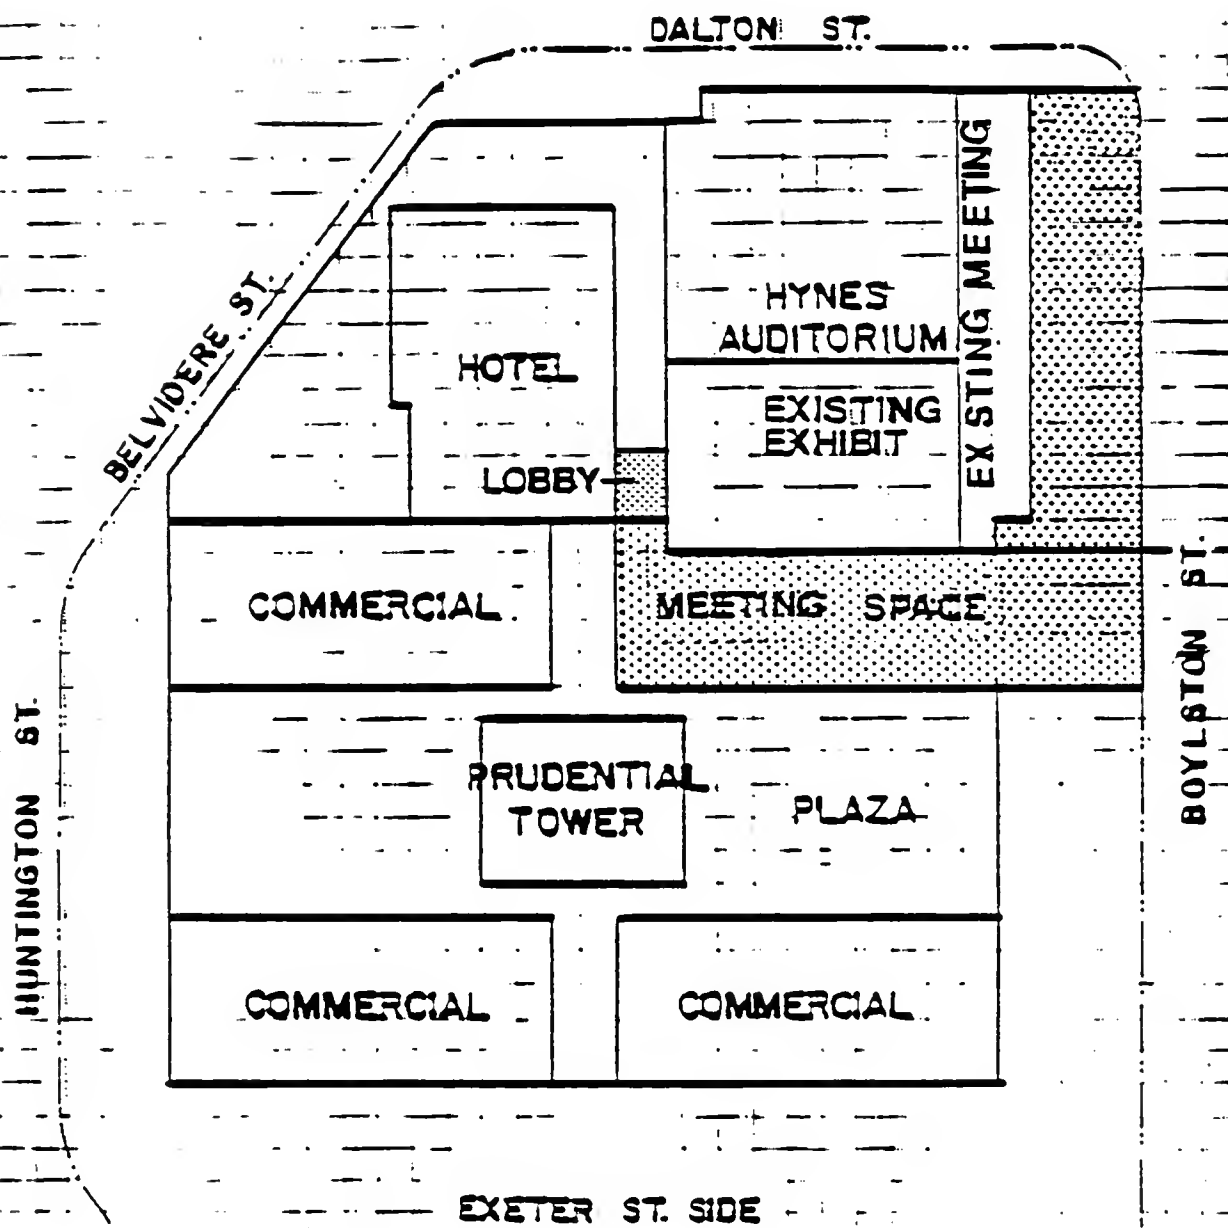 DALTON ST.
BELVIDERE ST.
HYNES
AUDITORIUM
EXISTING MEETING
HOTEL
EXISTING
EXHIBIT
LOBBY
COMMERCIAL
MEETING SPACE
BOYLSTON ST.
HUNTINGTON ST.
PRUDENTIAL
TOWER
PLAZA
COMMERCIAL
COMMERCIAL
EXETER ST. SIDE